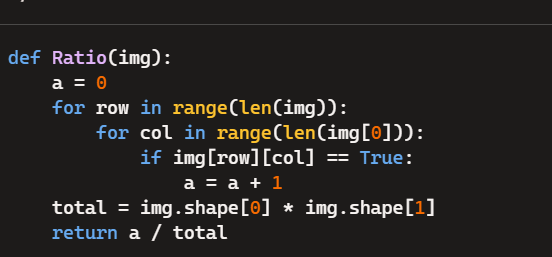 def Ratio(img):
    a = 0
    for row in range(len(img)):
        for col in range(len(img[0])):
            if img[row][col] == True:
                a = a + 1
    total = img.shape[0] * img.shape[1]
    return a / total